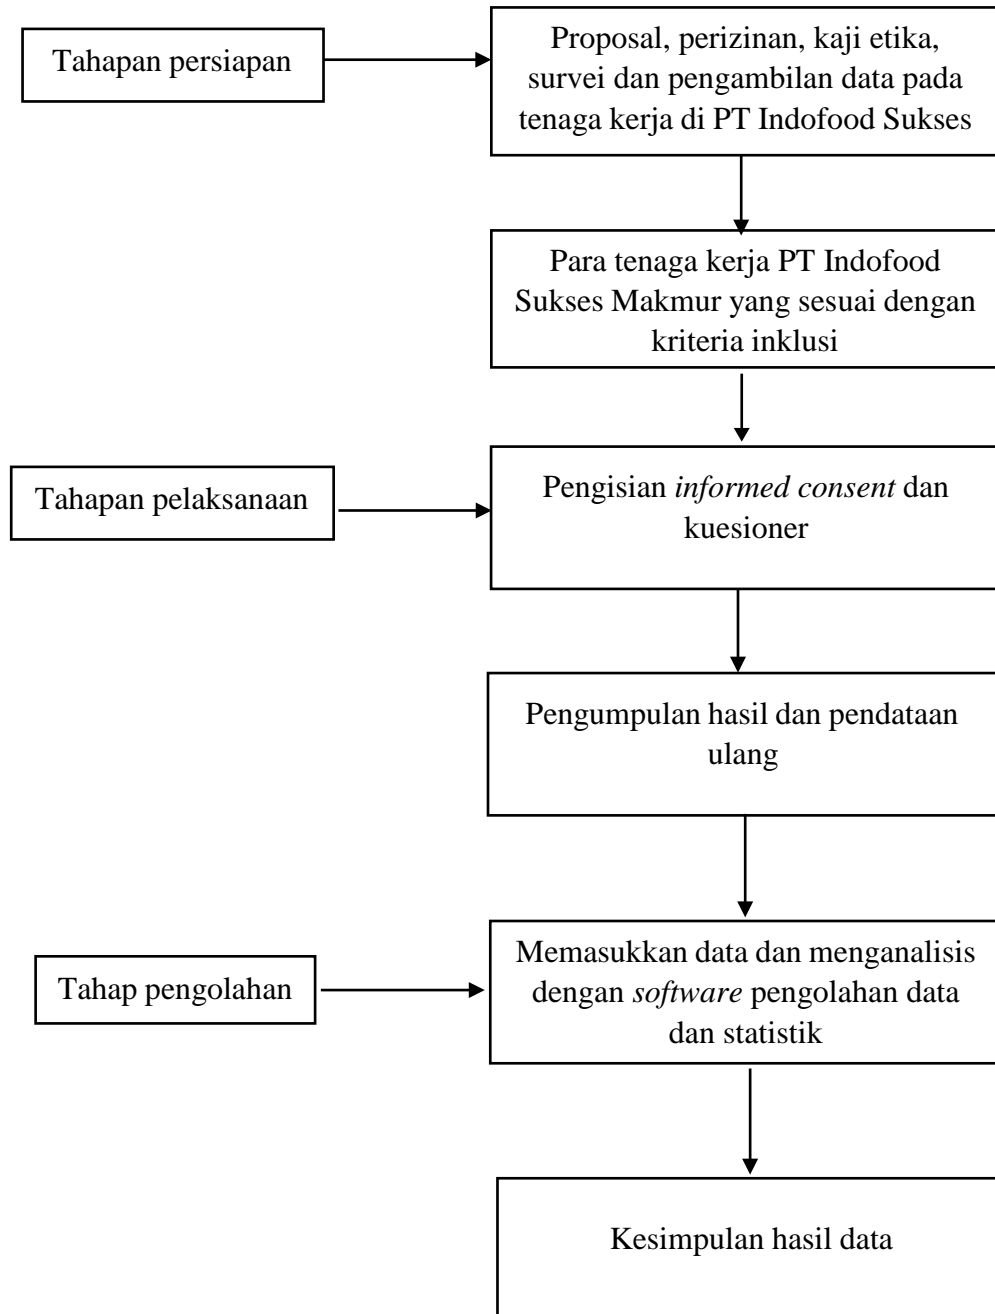 Tahapan persiapan
Proposal, perizinan, kaji etika,
survei dan pengambilan data pada
tenaga kerja di PT Indofood Sukses
Para tenaga kerja PT Indofood
Sukses Makmur yang sesuai dengan
kriteria inklusi
Tahapan pelaksanaan
Pengisian informed consent dan
kuesioner
Pengumpulan hasil dan pendataan
ulang
Tahap pengolahan
Memasukkan data dan menganalisis
dengan software pengolahan data
dan statistik
Kesimpulan hasil data